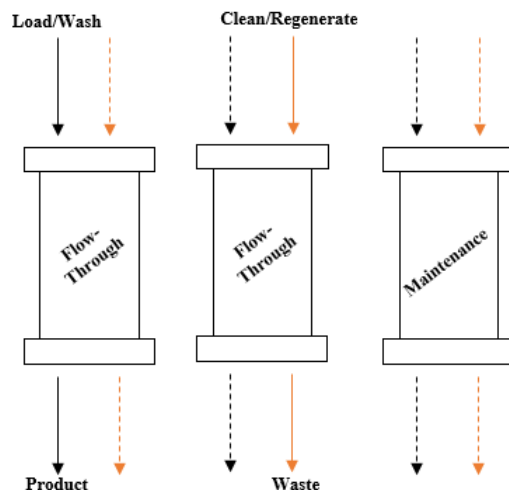 Load/Wash
Clean/Regenerate
Flow-
Through
Flow-
Through
Maintenance
Product
Waste